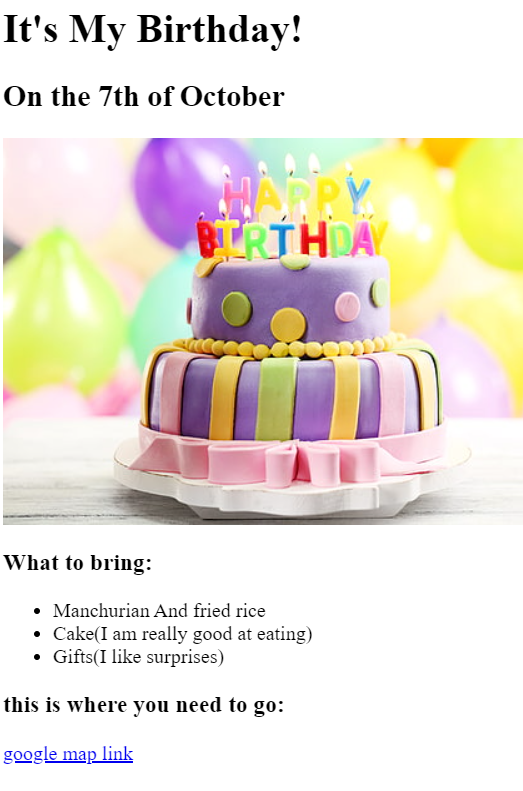 It's My Birthday!
On the 7th of October
HAPPY
BIRTHDAY
What to bring:
Manchurian And fried rice
Cake(I am really good at eating)
Gifts(I like surprises)
this is where you need to go:
google map link